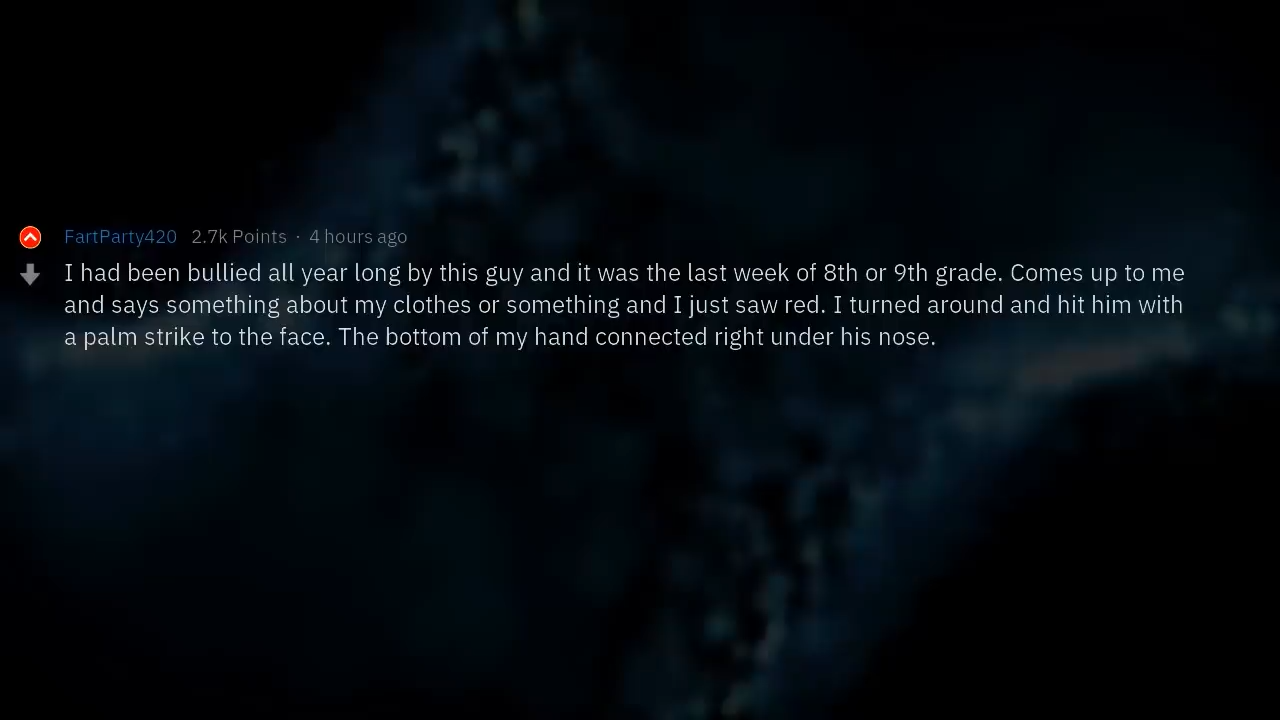 FartParty420 2.7k Points · 4 hours ago
I had been bullied all year long by this guy and it was the last week of 8th or 9th grade. Comes up to me
and says something about my clothes or something and I just saw red. I turned around and hit him with
a palm strike to the face. The bottom of my hand connected right under his nose.